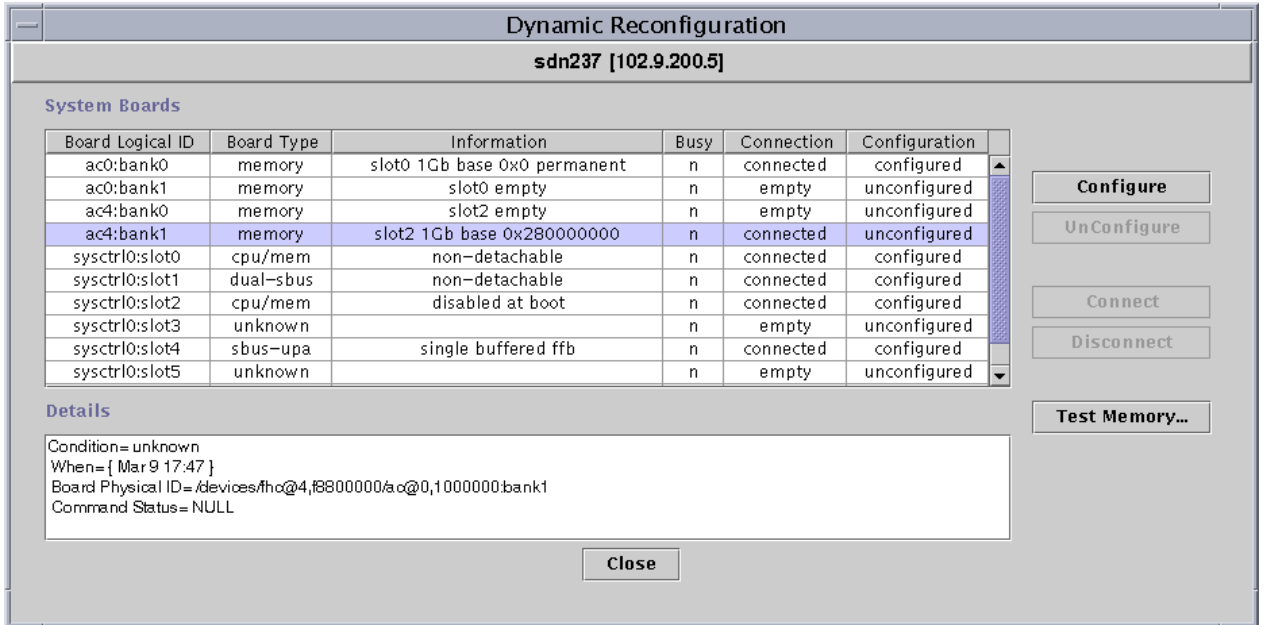 Dynamic Reconfiguration
sdn237 [102.9.200.5]
System Boards
Board Logical ID Board Type Information Busy Connection Configuration
ac0:bank0 memory slot0 1Gb base 0x0 permanent n connected configured
ac0:bank1 memory slot0 empty n empty unconfigured
ac4:bank0 memory slot2 empty n empty unconfigured
ac4:bank1 memory slot2 1Gb base 0x280000000 n connected unconfigured
sysctrl0:slot0 cpu/mem non-detachable n connected configured
sysctrl0:slot1 dual-sbus non-detachable n connected configured
sysctrl0:slot2 cpu/mem disabled at boot n connected configured
sysctrl0:slot3 unknown n empty unconfigured
sysctrl0:slot4 sbus-upa single buffered ffb n connected configured
sysctrl0:slot5 unknown n empty unconfigured
Configure
UnConfigure
Connect
Disconnect
Test Memory...
Details
Condition= unknown
When= { Mar 9 17:47 }
Board Physical ID= /devices/fhc@4,f8800000/ac@0,1000000:bank1
Command Status= NULL
Close